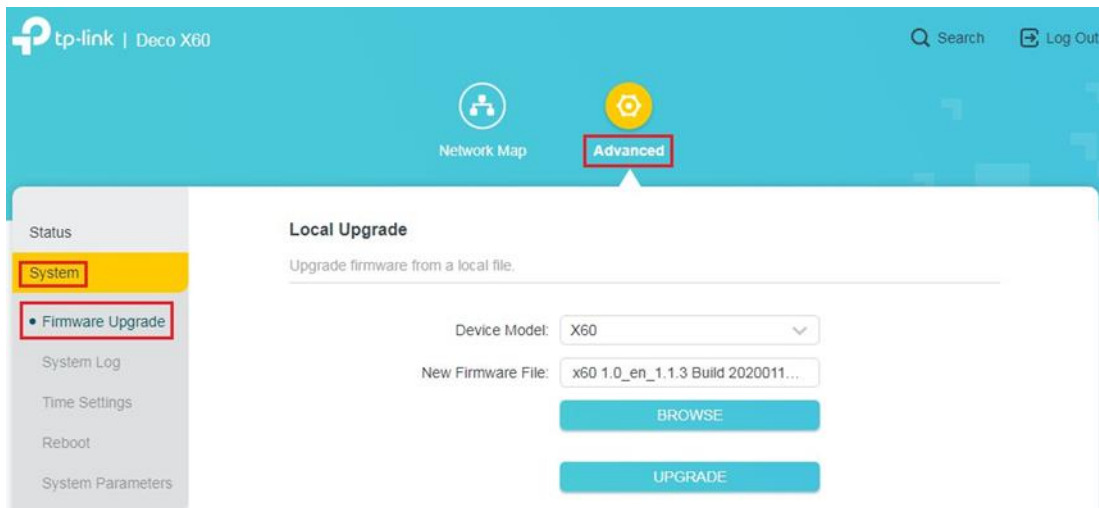 tp-link | Deco X60
Search
Log Out
Network Map
Advanced
Status
System
• Firmware Upgrade
System Log
Time Settings
Reboot
System Parameters
Local Upgrade
Upgrade firmware from a local file.
Device Model: X60
New Firmware File: x60 1.0_en_1.1.3 Build 2020011...
BROWSE
UPGRADE